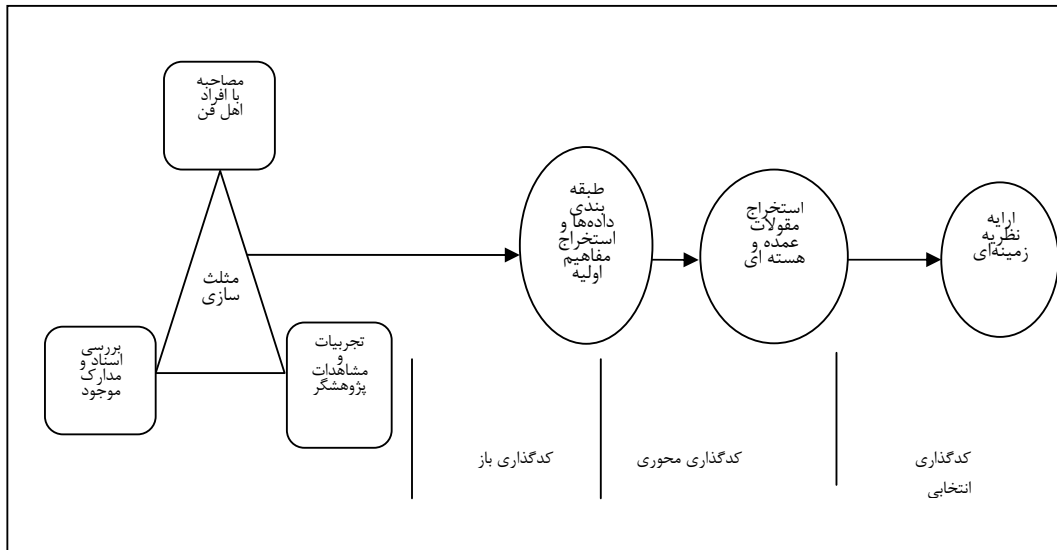 مصاحبه
با افراد
اهل فن
مثلث
سازی
بررسی
اسناد و
مدارک
موجود
تجربیات
و
مشاهدات
پژوهشگر
طبقه
بندی
داده‌ها و
استخراج
مفاهیم
اولیه
استخراج
مقولات
عمده و
هسته ای
ارایه
نظریه
زمینه‌ای
کدگذاری باز
کدگذاری محوری
کدگذاری
انتخابی